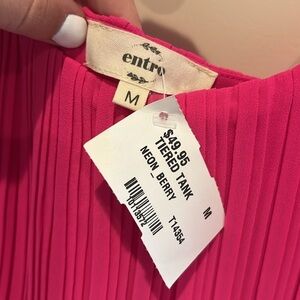 entro
M
$49.95
TIERED TANK
NEON_BERRY
T14354
M